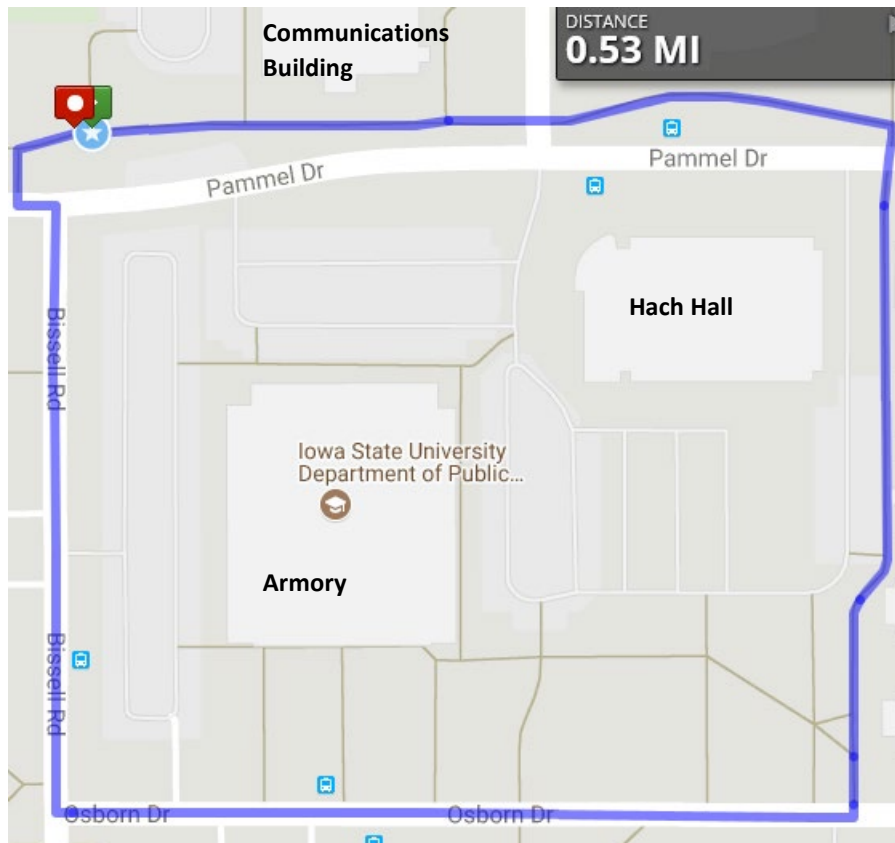 Communications
Building
DISTANCE
0.53 MI
Pammel Dr
Pammel Dr
Hach Hall
Bissell Rd
Iowa State University
Department of Public...
Armory
Bissell Rd
Osborn Dr
Osborn Dr